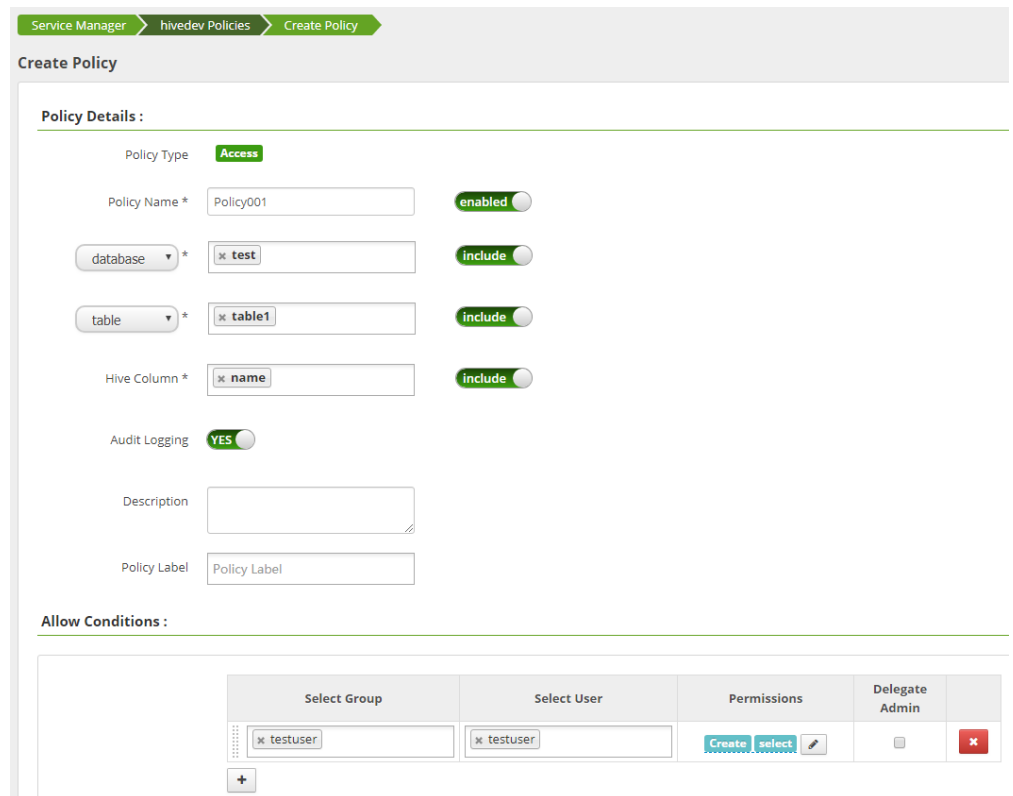 Service Manager hivedev Policies Create Policy
Create Policy
Policy Details :
Policy Type Access
Policy Name * Policy001 enabled
database * × test include
table * × table1 include
Hive Column * × name include
Audit Logging YES
Description
Policy Label Policy Label
Allow Conditions :
Select Group Select User Permissions Delegate Admin
× testuser × testuser Create select
+